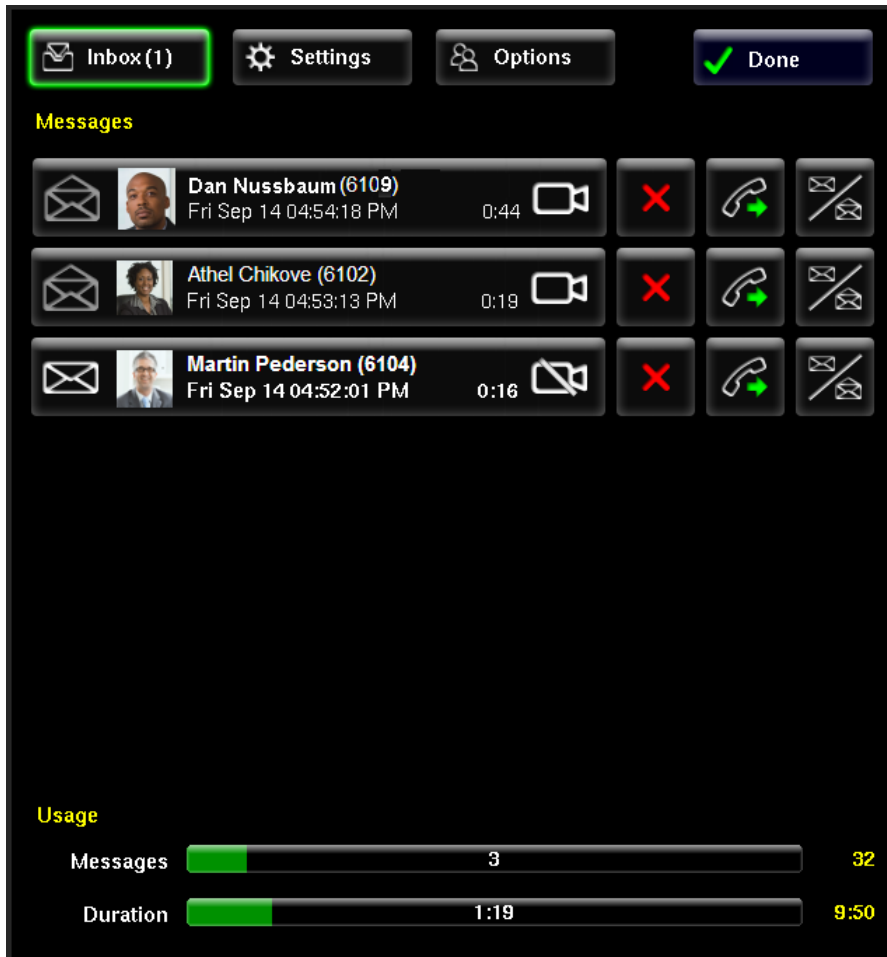 Inbox (1)
Settings
Options
Done
Messages
Dan Nussbaum (6109)
Fri Sep 14 04:54:18 PM
0:44
Athel Chikove (6102)
Fri Sep 14 04:53:13 PM
0:19
Martin Pederson (6104)
Fri Sep 14 04:52:01 PM
0:16
Usage
Messages 3 32
Duration 1:19 9:50